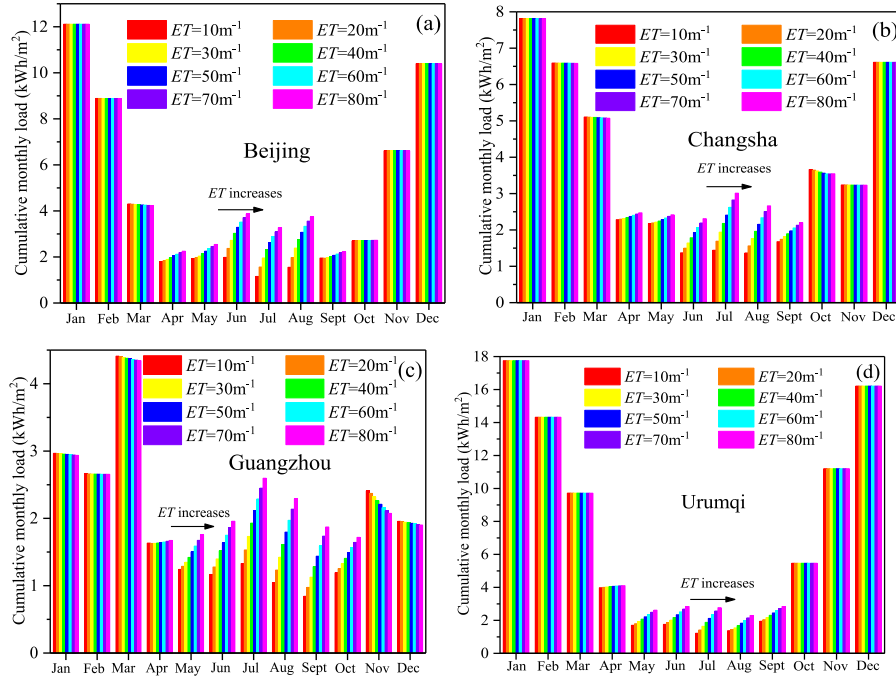 (a)
ET=10m-1 ET=20m-1
ET=30m-1 ET=40m-1
ET=50m-1 ET=60m-1
ET=70m-1 ET=80m-1
Beijing
ET increases
Cumulative monthly load (kWh/m2)
12
10
8
6
4
2
0
Jan Feb Mar Apr May Jun Jul Aug Sept Oct Nov Dec
(b)
ET=10m-1 ET=20m-1
ET=30m-1 ET=40m-1
ET=50m-1 ET=60m-1
ET=70m-1 ET=80m-1
Changsha
ET increases
Cumulative monthly load (kWh/m2)
8
7
6
5
4
3
2
1
0
Jan Feb Mar Apr May Jun Jul Aug Sept Oct Nov Dec
(c)
ET=10m-1 ET=20m-1
ET=30m-1 ET=40m-1
ET=50m-1 ET=60m-1
ET=70m-1 ET=80m-1
Guangzhou
ET increases
Cumulative monthly load (kWh/m2)
4
3
2
1
0
Jan Feb Mar Apr May Jun Jul Aug Sept Oct Nov Dec
(d)
ET=10m-1 ET=20m-1
ET=30m-1 ET=40m-1
ET=50m-1 ET=60m-1
ET=70m-1 ET=80m-1
Urumqi
ET increases
Cumulative monthly load (kWh/m2)
18
16
14
12
10
8
6
4
2
0
Jan Feb Mar Apr May Jun Jul Aug Sept Oct Nov Dec